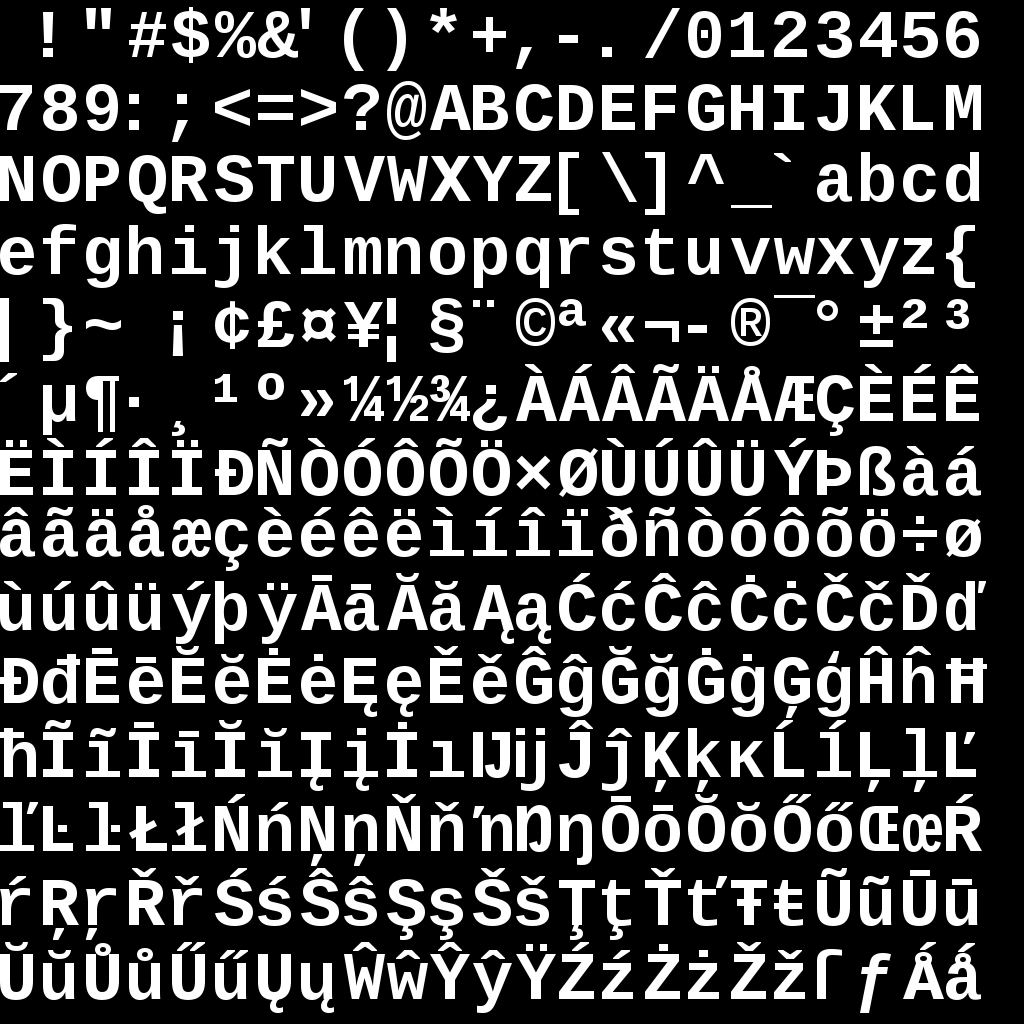 !"#$%&'()*+,-./0123456
789:;<=>?@ABCDEFGHIJKLM
NOPQRSTUVWXYZ[\]^_`abcd
efghijklmnopqrstuvwxyz{
|}~ ¡¢£¤¥¦§¨©ª«¬-®¯°±²³
´µ¶·¸¹º»¼½¾¿ÀÁÂÃÄÅÆÇÈÉÊ
ËÌÍÎÏÐÑÒÓÔÕÖ×ØÙÚÛÜÝÞßàá
âãäåæçèéêëìíîïðñòóôõö÷ø
ùúûüýþÿĀāĂăĄąĆćĈĉĊċČčĎď
ĐđĒēĔĕĖėĘęĚěĜĝĞğĠġĢģĤĥĦ
ħĨĩĪīĬĭĮįİıĲĳĴĵĶķĸĹĺĻļĽ
ľĿŀŁłŃńŅņŇňŉŊŋŌōŎŏŐőŒœŔ
ŕŖŗŘřŚśŜŝŞşŠšŢţŤťŦŧŨũŪū
ŬŭŮůŰűŲųŴŵŶŷŸŹźŻżŽžſƒǺǻ